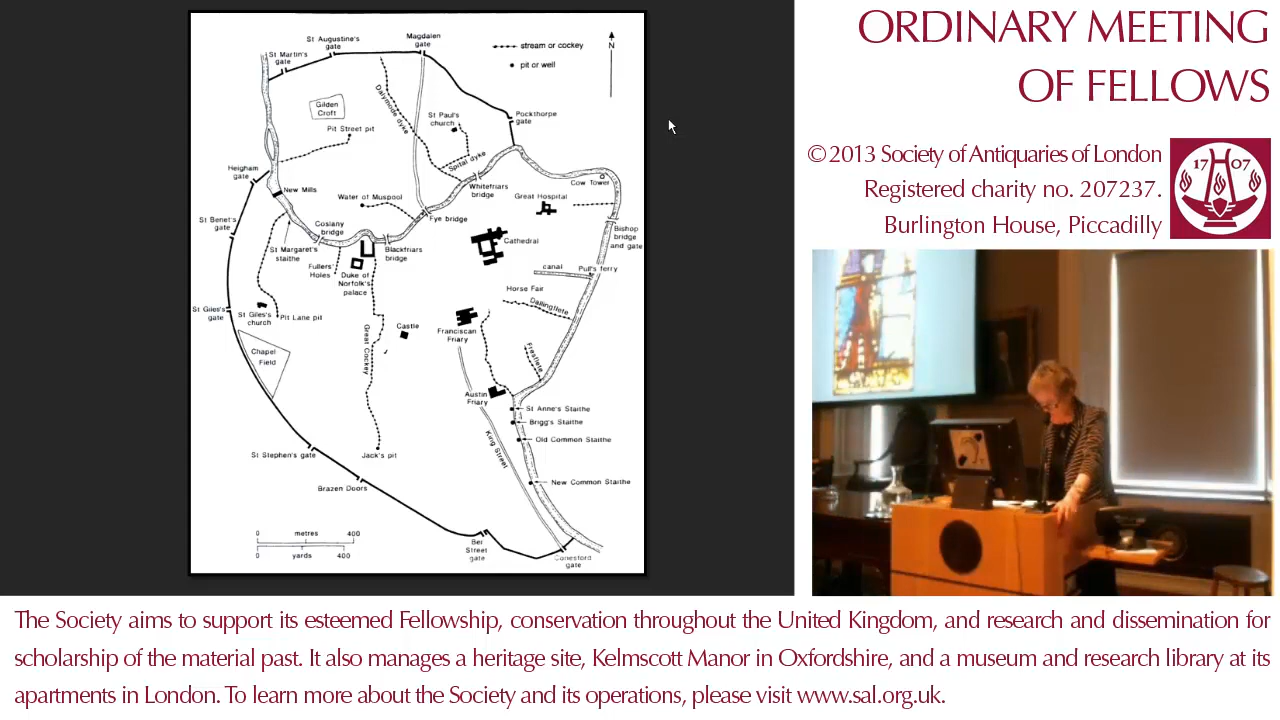 ORDINARY MEETING
OF FELLOWS
© 2013 Society of Antiquaries of London
Registered charity no. 207237.
Burlington House, Piccadilly
17 07
St Augustine's
gate
Magdalen
gate
St Martin's
gate
stream or cockey
pit or well
N
Gilden
Croft
Dalymode dyke
St Paul's
church
Pockthorpe
gate
Pit Street pit
Spital dyke
Heigham
gate
New Mills
Water of Muspool
Whitefriars
bridge
Great Hospital
Cow Tower
St Benet's
gate
Coslany
bridge
Fye bridge
Bishop
bridge
and gate
St Margaret's
staithe
Blackfriars
bridge
Cathedral
Fullers'
Holes
Duke of
Norfolk's
palace
canal
Pull's ferry
Horse Fair
Dallingflete
St Giles's
gate
St Giles's
church
Pit Lane pit
Great Cockey
Castle
Franciscan
Friary
Chapel
Field
Fresflete
Austin
Friary
St Anne's Staithe
Brigg's Staithe
King Street
Old Common Staithe
St Stephen's gate
Jack's pit
Brazen Doors
New Common Staithe
0 metres 400
0 yards 400
Ber
Street
gate
Conesford
gate
The Society aims to support its esteemed Fellowship, conservation throughout the United Kingdom, and research and dissemination for
scholarship of the material past. It also manages a heritage site, Kelmscott Manor in Oxfordshire, and a museum and research library at its
apartments in London. To learn more about the Society and its operations, please visit www.sal.org.uk.